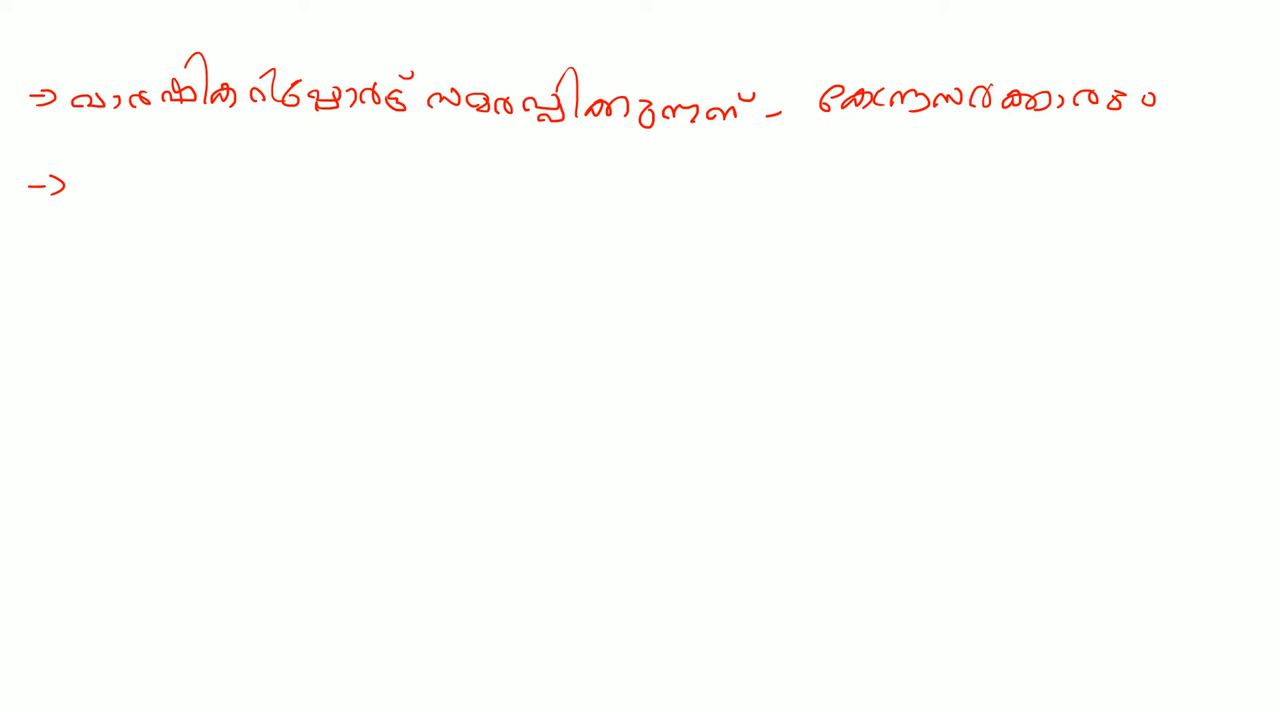 → വാർഷിക റിപ്പോർട്ട് സമർപ്പിക്കുന്നത് - കേന്ദ്രസർക്കാരിന്
→